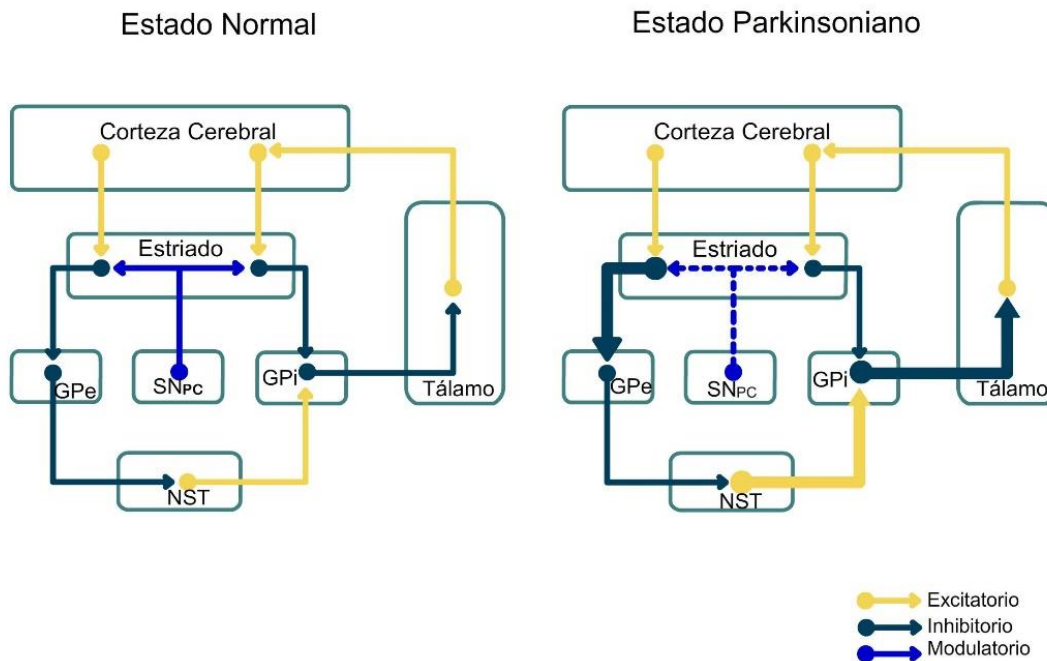 Estado Normal
Corteza Cerebral
Estriado
GPe
SNPC
GPi
Tálamo
NST
Estado Parkinsoniano
Corteza Cerebral
Estriado
GPe
SNPC
GPi
Tálamo
NST
Excitatorio
Inhibitorio
Modulatorio